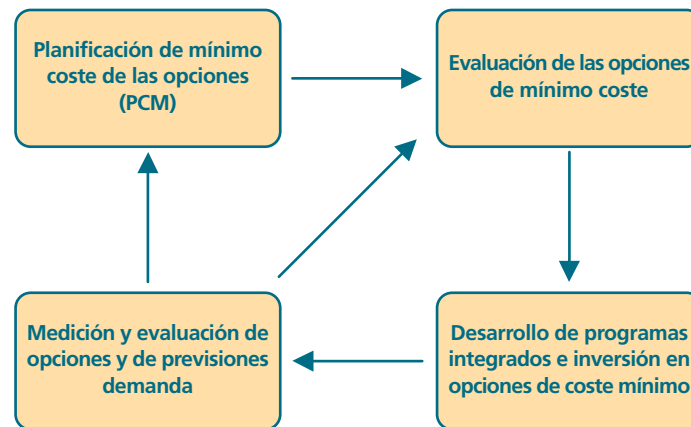 Planificación de mínimo
coste de las opciones
(PCM)
Evaluación de las opciones
de mínimo coste
Medición y evaluación de
opciones y de previsiones
demanda
Desarrollo de programas
integrados e inversión en
opciones de coste mínimo